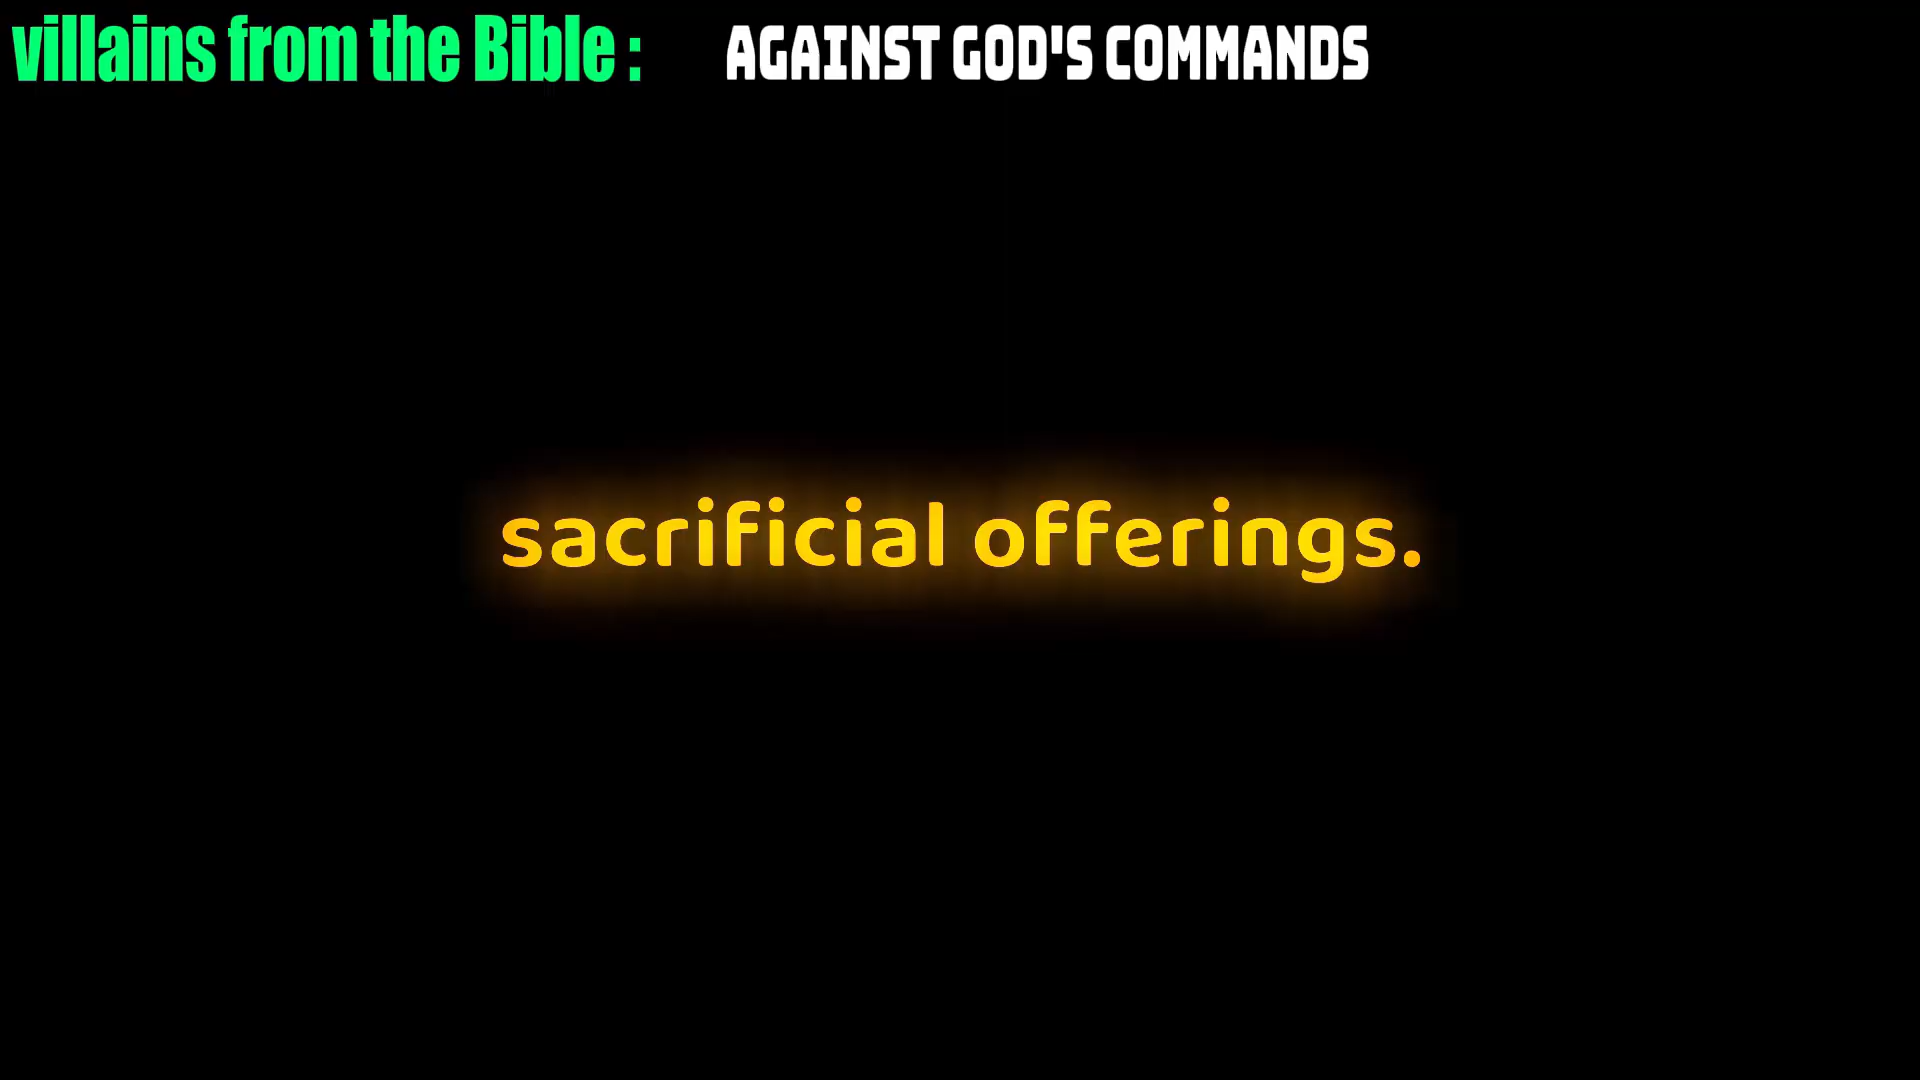 villains from the Bible : AGAINST GOD'S COMMANDS
sacrificial offerings.